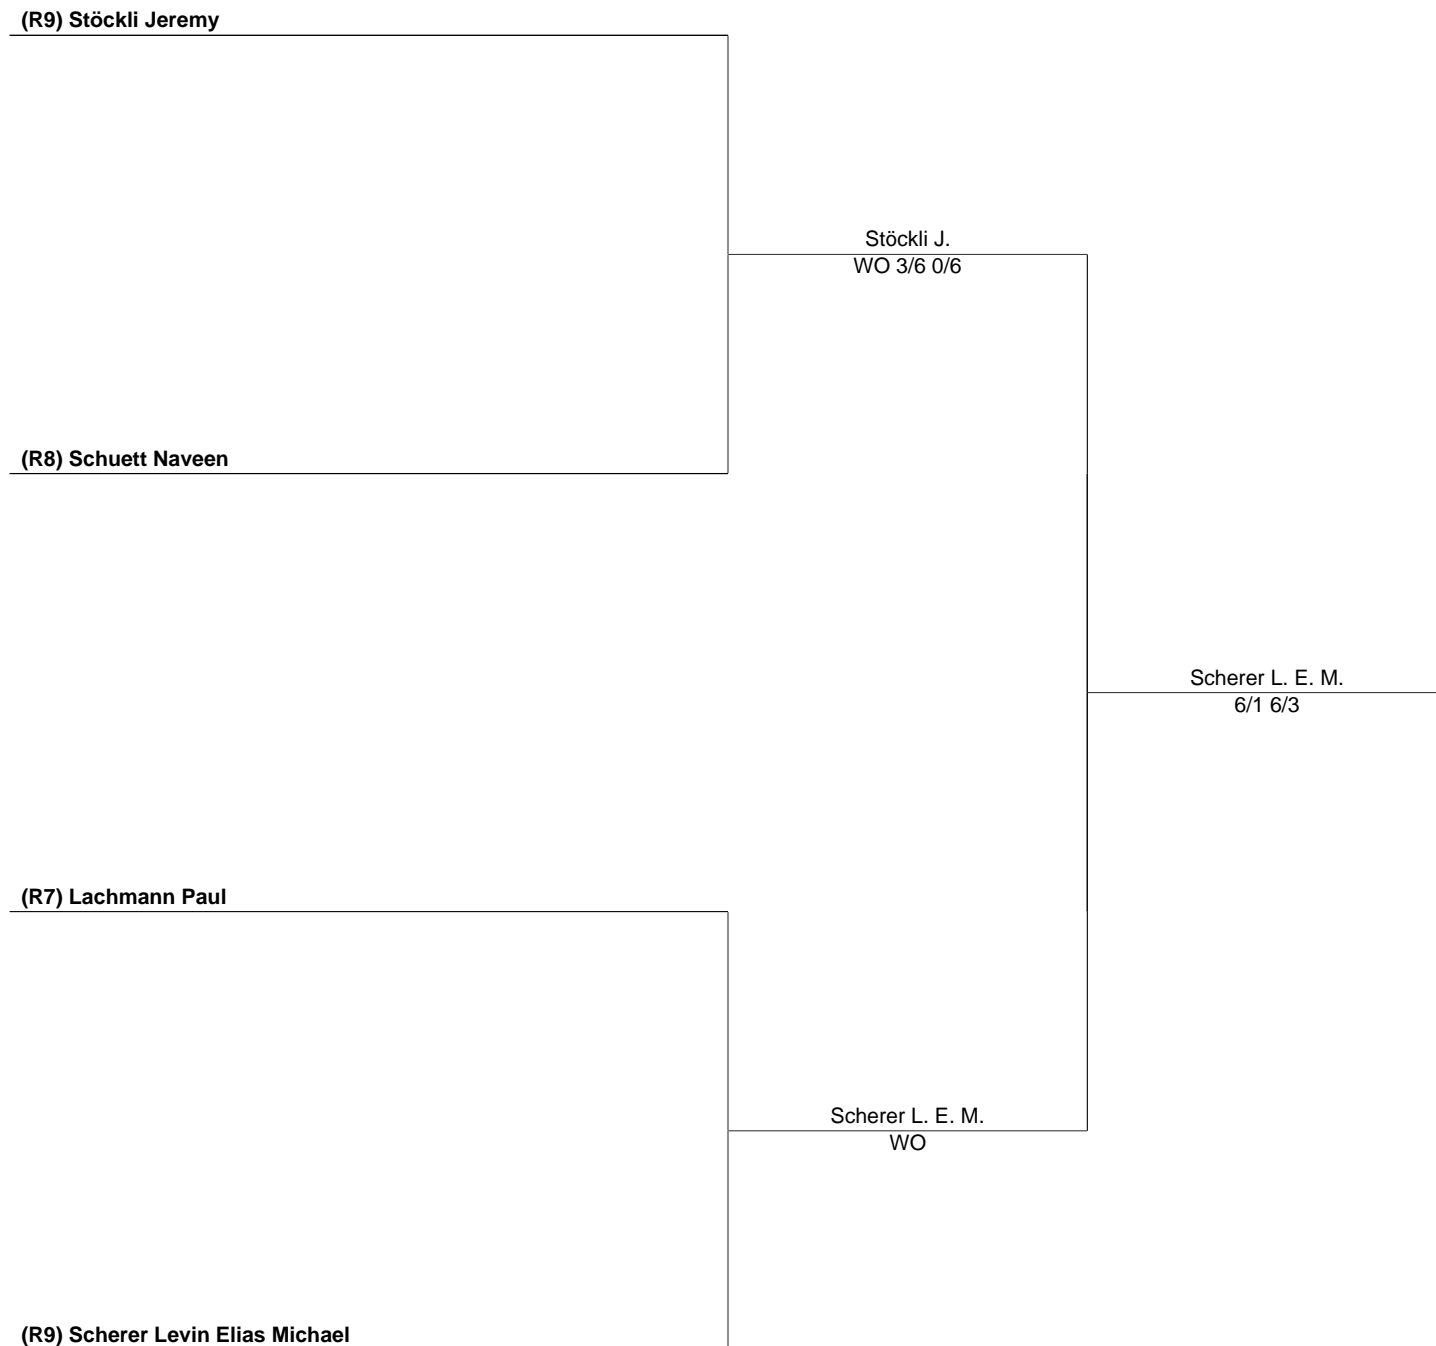 (R9) Stöckli Jeremy
Stöckli J.
WO 3/6 0/6
(R8) Schuett Naveen
Scherer L. E. M.
6/1 6/3
(R7) Lachmann Paul
Scherer L. E. M.
WO
(R9) Scherer Levin Elias Michael